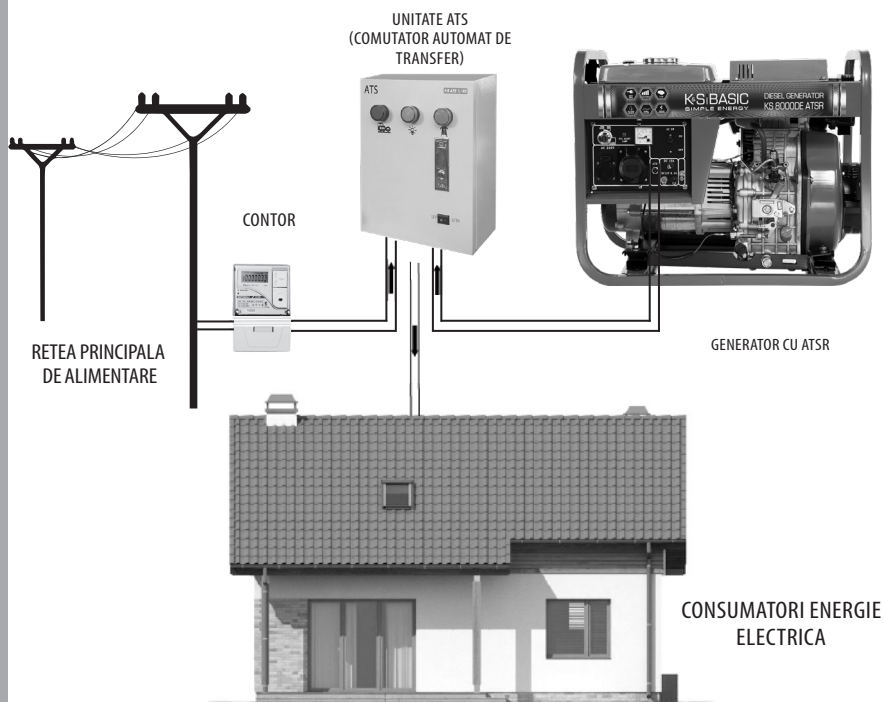 UNITATE ATS
(COMUTATOR AUTOMAT DE
TRANSFER)
ATS
K&S BASIC
SIMPLE ENERGY
DIESEL GENERATOR
KS 8000DE ATSR
CONTOR
RETEA PRINCIPALA
DE ALIMENTARE
GENERATOR CU ATSR
CONSUMATORI ENERGIE
ELECTRICA